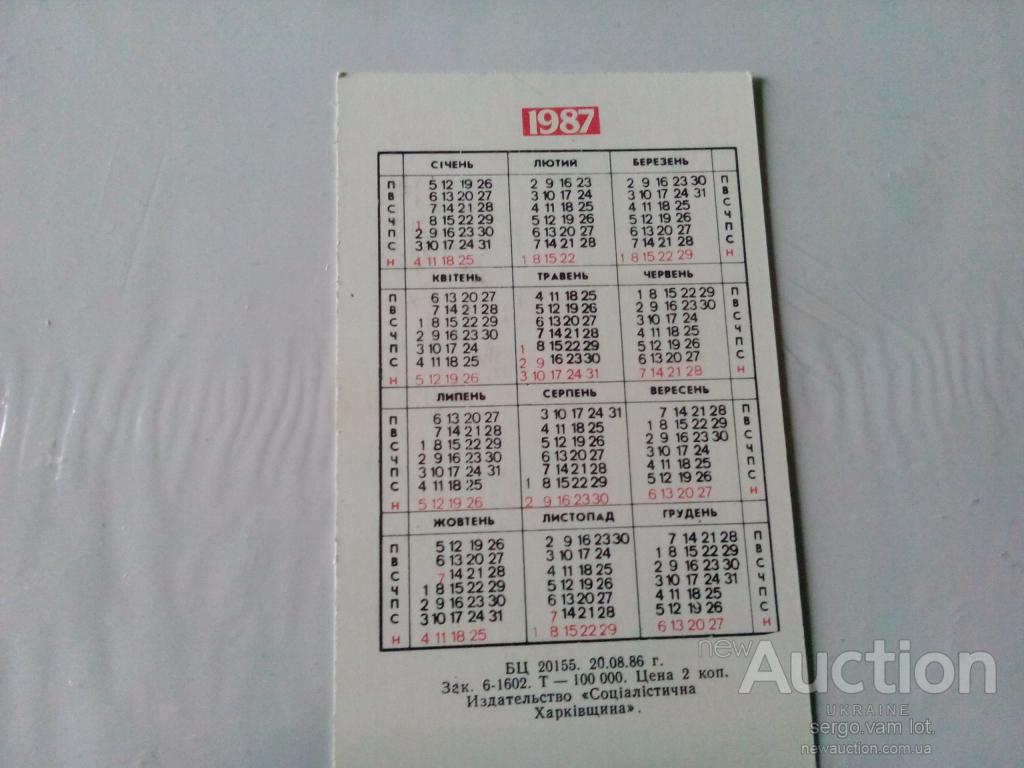 1987
СІЧЕНЬ ЛЮТИЙ БЕРЕЗЕНЬ
П 5 12 19 26 2 9 16 23 2 9 16 23 30 П
В 6 13 20 27 3 10 17 24 3 10 17 24 31 В
С 7 14 21 28 4 11 18 25 4 11 18 25 С
Ч 1 8 15 22 29 5 12 19 26 5 12 19 26 Ч
П 2 9 16 23 30 6 13 20 27 6 13 20 27 П
С 3 10 17 24 31 7 14 21 28 7 14 21 28 С
Н 4 11 18 25 1 8 15 22 1 8 15 22 29 Н
КВІТЕНЬ ТРАВЕНЬ ЧЕРВЕНЬ
П 6 13 20 27 4 11 18 25 1 8 15 22 29 П
В 7 14 21 28 5 12 19 26 2 9 16 23 30 В
С 1 8 15 22 29 6 13 20 27 3 10 17 24 С
Ч 2 9 16 23 30 7 14 21 28 4 11 18 25 Ч
П 3 10 17 24 1 8 15 22 29 5 12 19 26 П
С 4 11 18 25 2 9 16 23 30 6 13 20 27 С
Н 5 12 19 26 3 10 17 24 31 7 14 21 28 Н
ЛИПЕНЬ СЕРПЕНЬ ВЕРЕСЕНЬ
П 6 13 20 27 3 10 17 24 31 7 14 21 28 П
В 7 14 21 28 4 11 18 25 1 8 15 22 29 В
С 1 8 15 22 29 5 12 19 26 2 9 16 23 30 С
Ч 2 9 16 23 30 6 13 20 27 3 10 17 24 Ч
П 3 10 17 24 31 7 14 21 28 4 11 18 25 П
С 4 11 18 25 1 8 15 22 29 5 12 19 26 С
Н 5 12 19 26 2 9 16 23 30 6 13 20 27 Н
ЖОВТЕНЬ ЛИСТОПАД ГРУДЕНЬ
П 5 12 19 26 2 9 16 23 30 7 14 21 28 П
В 6 13 20 27 3 10 17 24 1 8 15 22 29 В
С 7 14 21 28 4 11 18 25 2 9 16 23 30 С
Ч 1 8 15 22 29 5 12 19 26 3 10 17 24 31 Ч
П 2 9 16 23 30 6 13 20 27 4 11 18 25 П
С 3 10 17 24 31 7 14 21 28 5 12 19 26 С
Н 4 11 18 25 1 8 15 22 29 6 13 20 27 Н
БЦ 20155. 20.08.86 г.
Зак. 6-1602. Т — 100 000. Цена 2 коп.
Издательство «Соціалістична
Харківщина».
newAuction
UKRAINE
sergo.vam lot.
newauction.com.ua